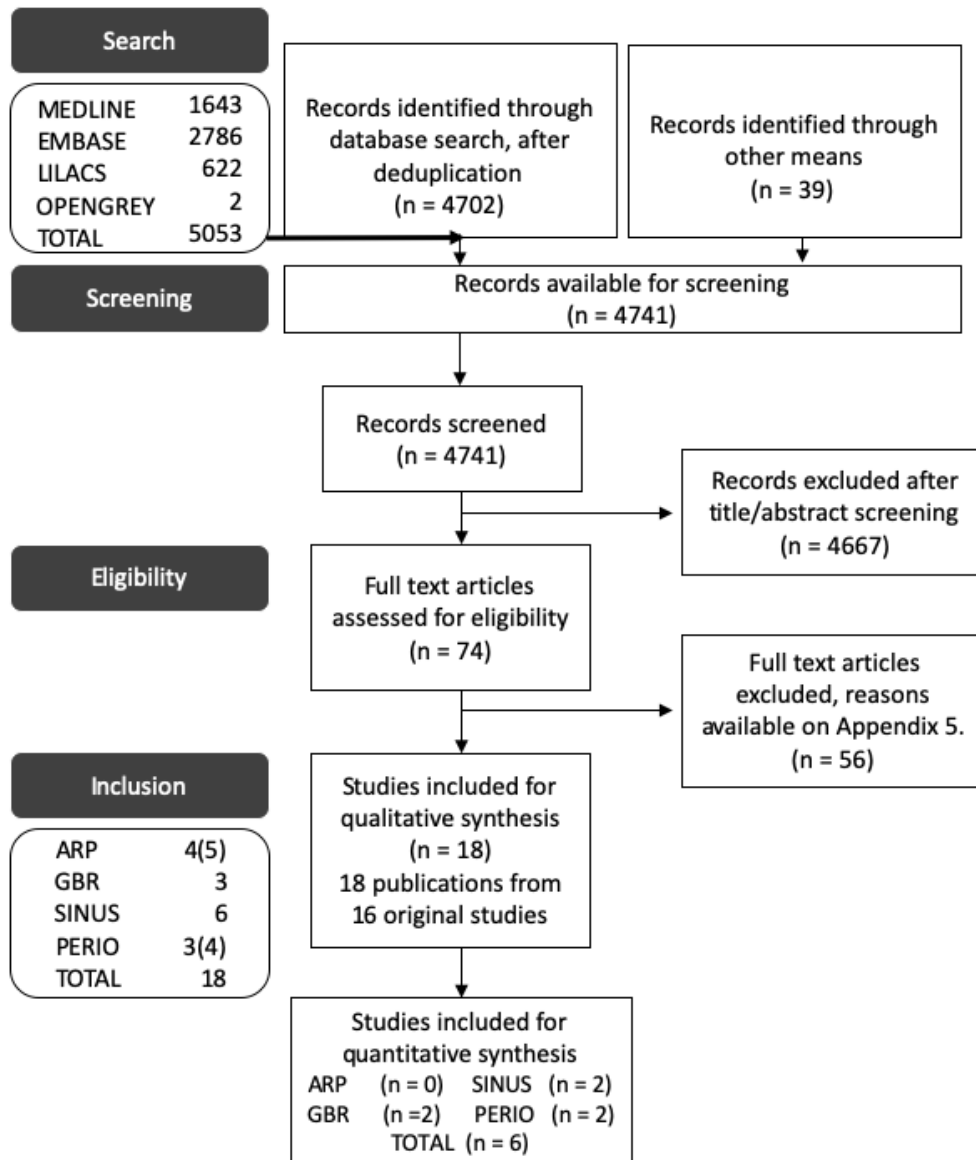 Search
MEDLINE 1643
EMBASE 2786
LILACS 622
OPENGREY 2
TOTAL 5053
Records identified through
database search, after
deduplication
(n = 4702)
Records identified through
other means
(n = 39)
Screening
Records available for screening
(n = 4741)
Records screened
(n = 4741)
Records excluded after
title/abstract screening
(n = 4667)
Eligibility
Full text articles
assessed for eligibility
(n = 74)
Full text articles
excluded, reasons
available on Appendix 5.
(n = 56)
Inclusion
ARP 4(5)
GBR 3
SINUS 6
PERIO 3(4)
TOTAL 18
Studies included for
qualitative synthesis
(n = 18)
18 publications from
16 original studies
Studies included for
quantitative synthesis
ARP (n = 0) SINUS (n = 2)
GBR (n =2) PERIO (n = 2)
TOTAL (n = 6)